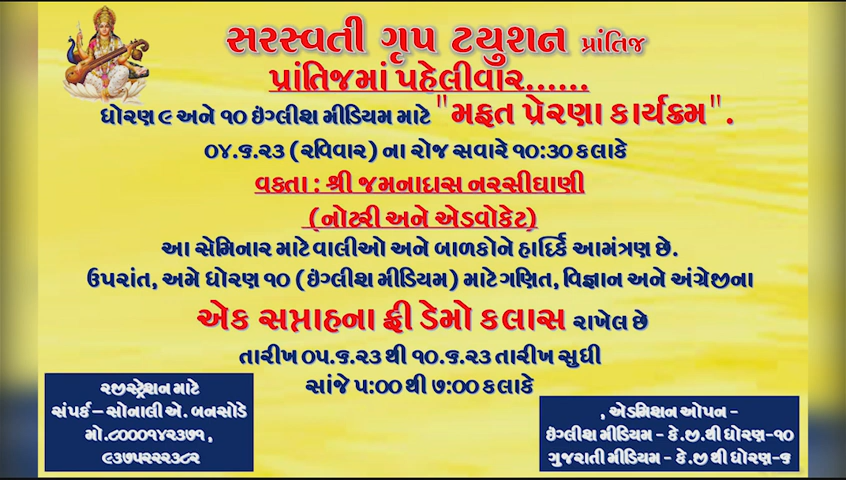 સરસ્વતી ગૃપ ટયુશન પ્રાંતિજ
પ્રાંતિજમાં પહેલીવાર......
ધોરણ ૯ અને ૧૦ ઇંગ્લીશ મીડિયમ માટે "મફત પ્રેરણા કાર્યક્રમ".
૦૪.૬.૨૩ (રવિવાર) ના રોજ સવારે ૧૦:૩૦ કલાકે
વક્તા : શ્રી જમનાદાસ નરસીઘાણી
(નોટરી અને એડવોકેટ)
આ સેમિનાર માટે વાલીઓ અને બાળકોને હાદિર્ક આમંત્રણ છે.
ઉપરાંત, અમે ધોરણ ૧૦ (ઇંગ્લીશ મીડિયમ) માટે ગણિત, વિજ્ઞાન અને અંગ્રેજીના
એક સપ્તાહના ફ્રી ડેમો કલાસ રાખેલ છે
તારીખ ૦૫.૬.૨૩ થી ૧૦.૬.૨૩ તારીખ સુધી
સાંજે ૫:૦૦ થી ૭:૦૦ કલાકે
રજીસ્ટ્રેશન માટે
સંપર્ક – સોનાલી એ. બનસોડે
મો.૮૦૦૦૧૪૨૩૭૧ ,
૯૩૭૫૨૨૨૩૮૨
, એડમિશન ઓપન -
ઇંગ્લીશ મીડિયમ - કે.જી.થી ધોરણ-૧૦
ગુજરાતી મીડિયમ - કે.જી થી ધોરણ-૬